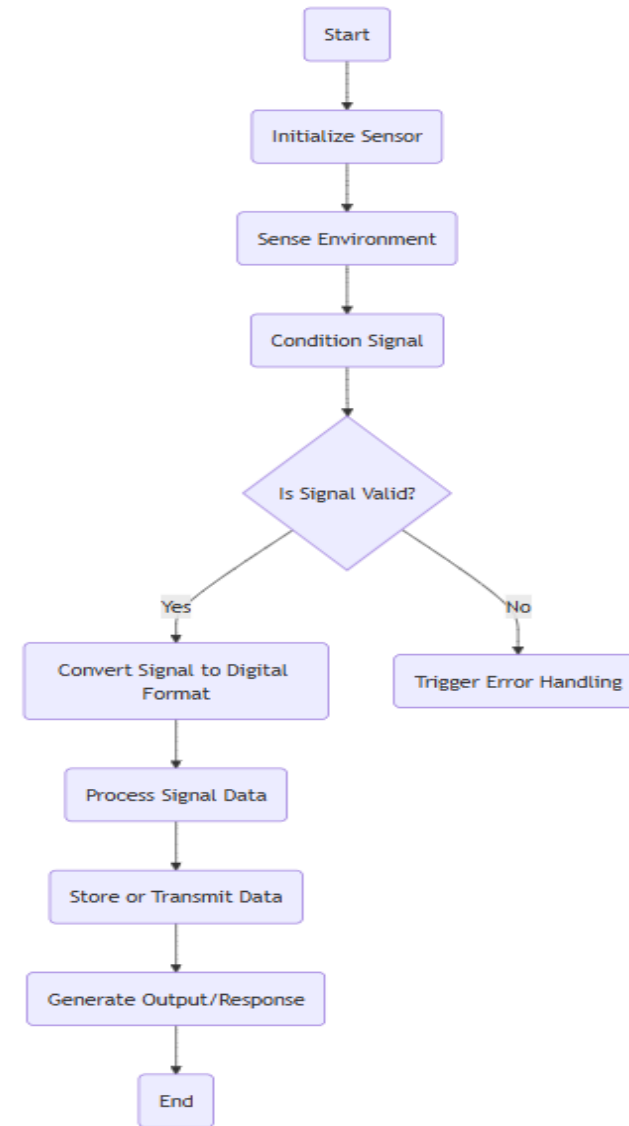 Start
Initialize Sensor
Sense Environment
Condition Signal
Is Signal Valid?
Yes
No
Convert Signal to Digital
Format
Trigger Error Handling
Process Signal Data
Store or Transmit Data
Generate Output/Response
End